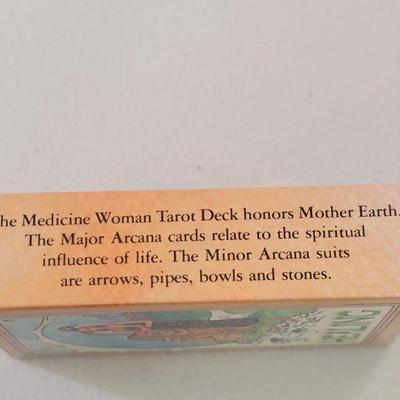 he Medicine Woman Tarot Deck honors Mother Earth.
The Major Arcana cards relate to the spiritual
influence of life. The Minor Arcana suits
are arrows, pipes, bowls and stones.